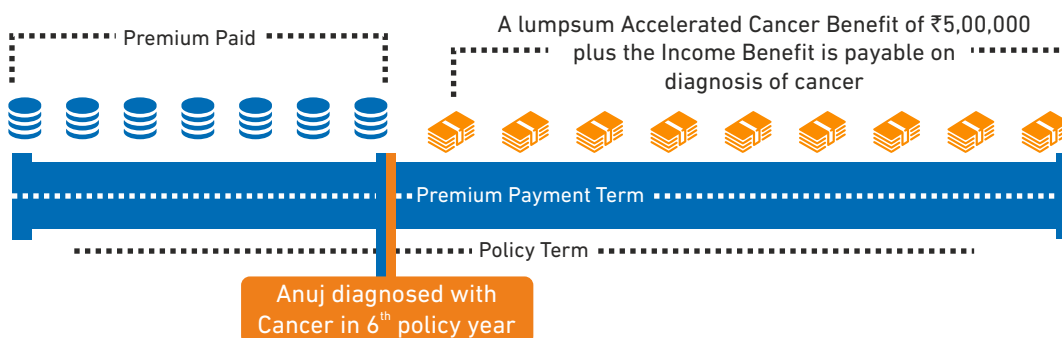 Premium Paid
A lumpsum Accelerated Cancer Benefit of ₹5,00,000
plus the Income Benefit is payable on
diagnosis of cancer
Premium Payment Term
Policy Term
Anuj diagnosed with
Cancer in 6th policy year